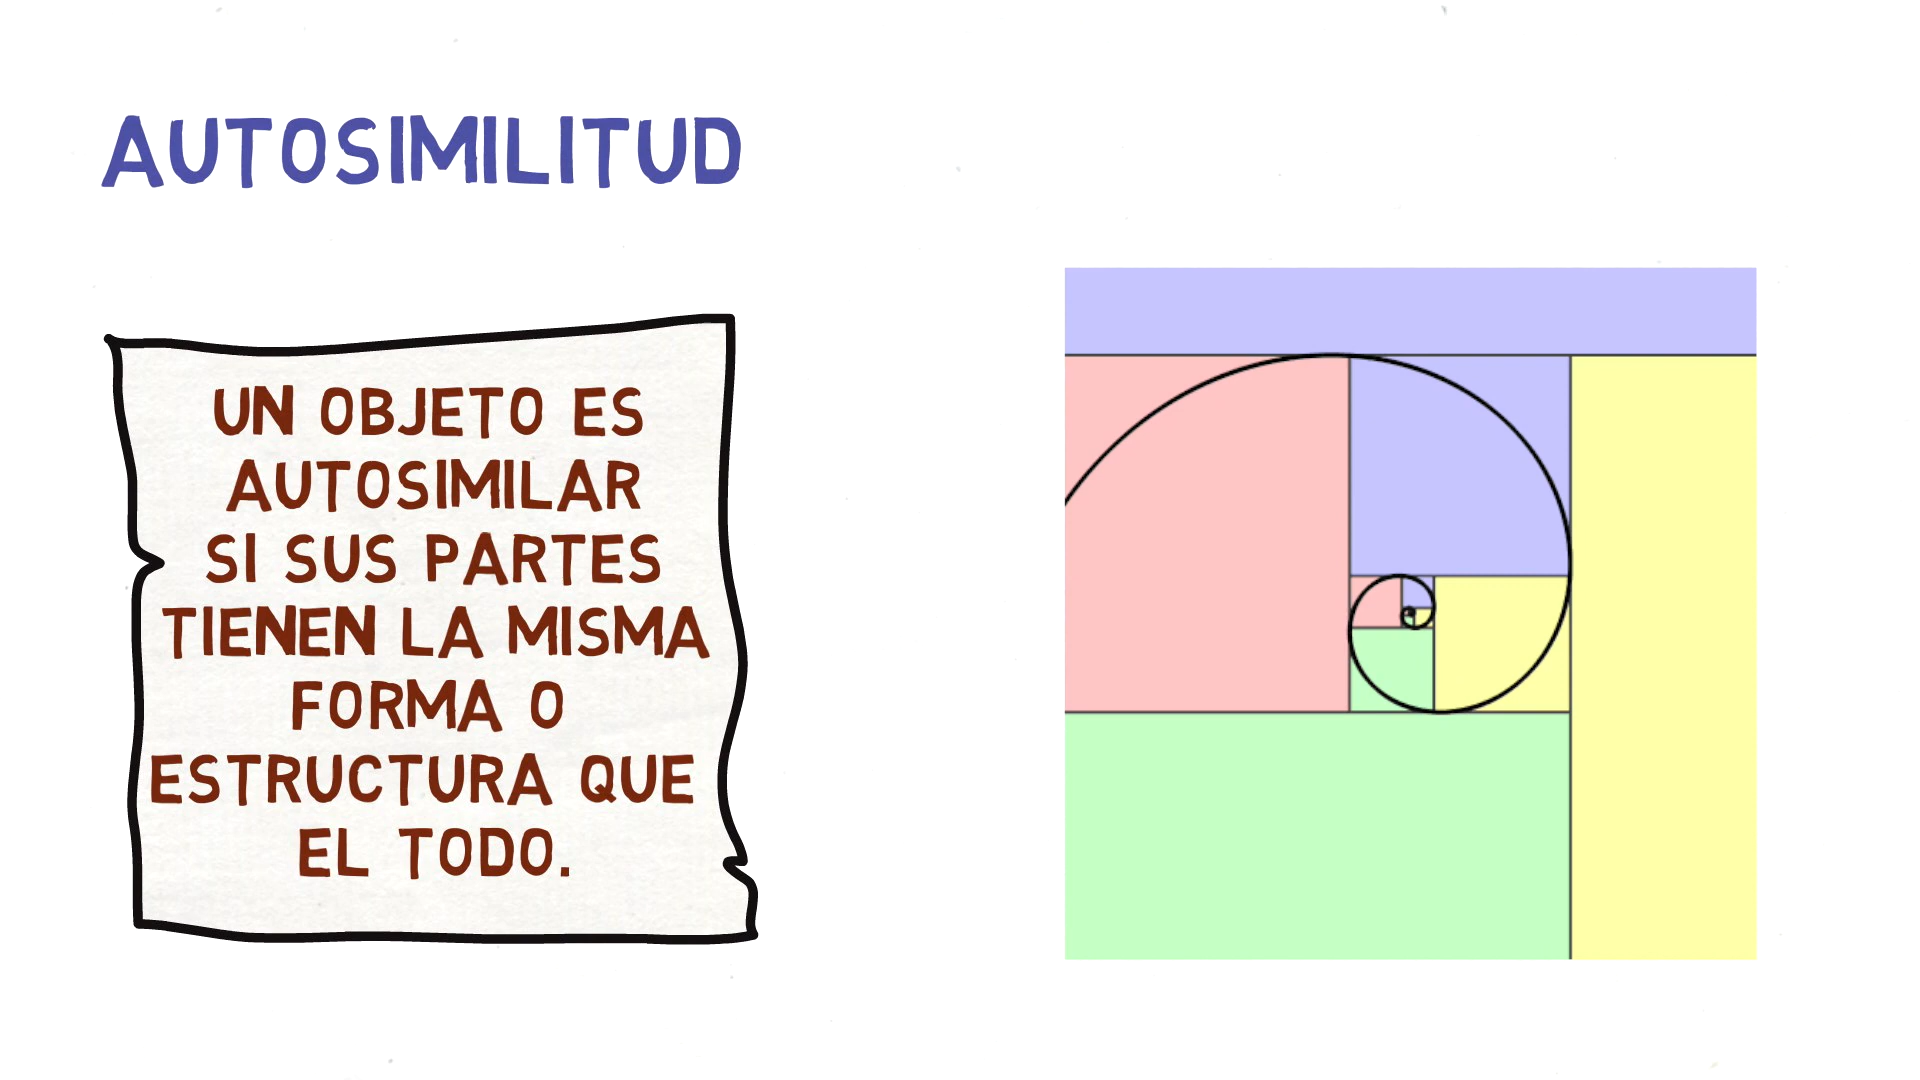 AUTOSIMILITUD
UN OBJETO ES
AUTOSIMILAR
SI SUS PARTES
TIENEN LA MISMA
FORMA O
ESTRUCTURA QUE
EL TODO.